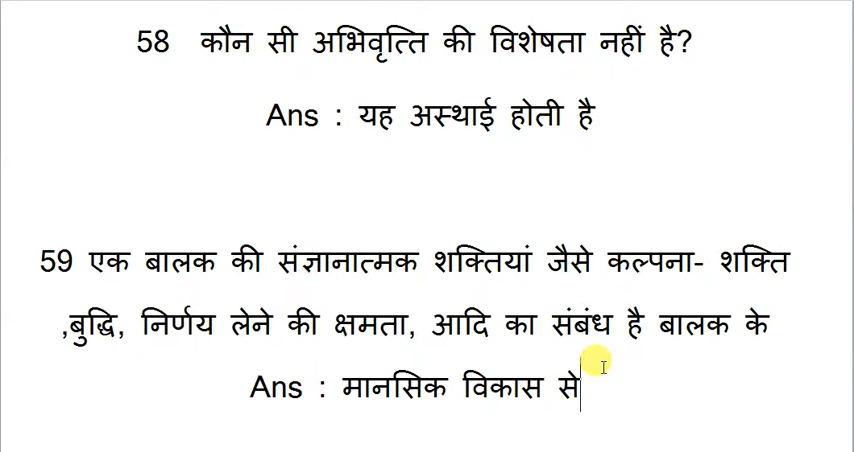 58 कौन सी अभिवृत्ति की विशेषता नहीं है?
Ans : यह अस्थाई होती है
59 एक बालक की संज्ञानात्मक शक्तियां जैसे कल्पना- शक्ति
,बुद्धि, निर्णय लेने की क्षमता, आदि का संबंध है बालक के
Ans : मानसिक विकास से